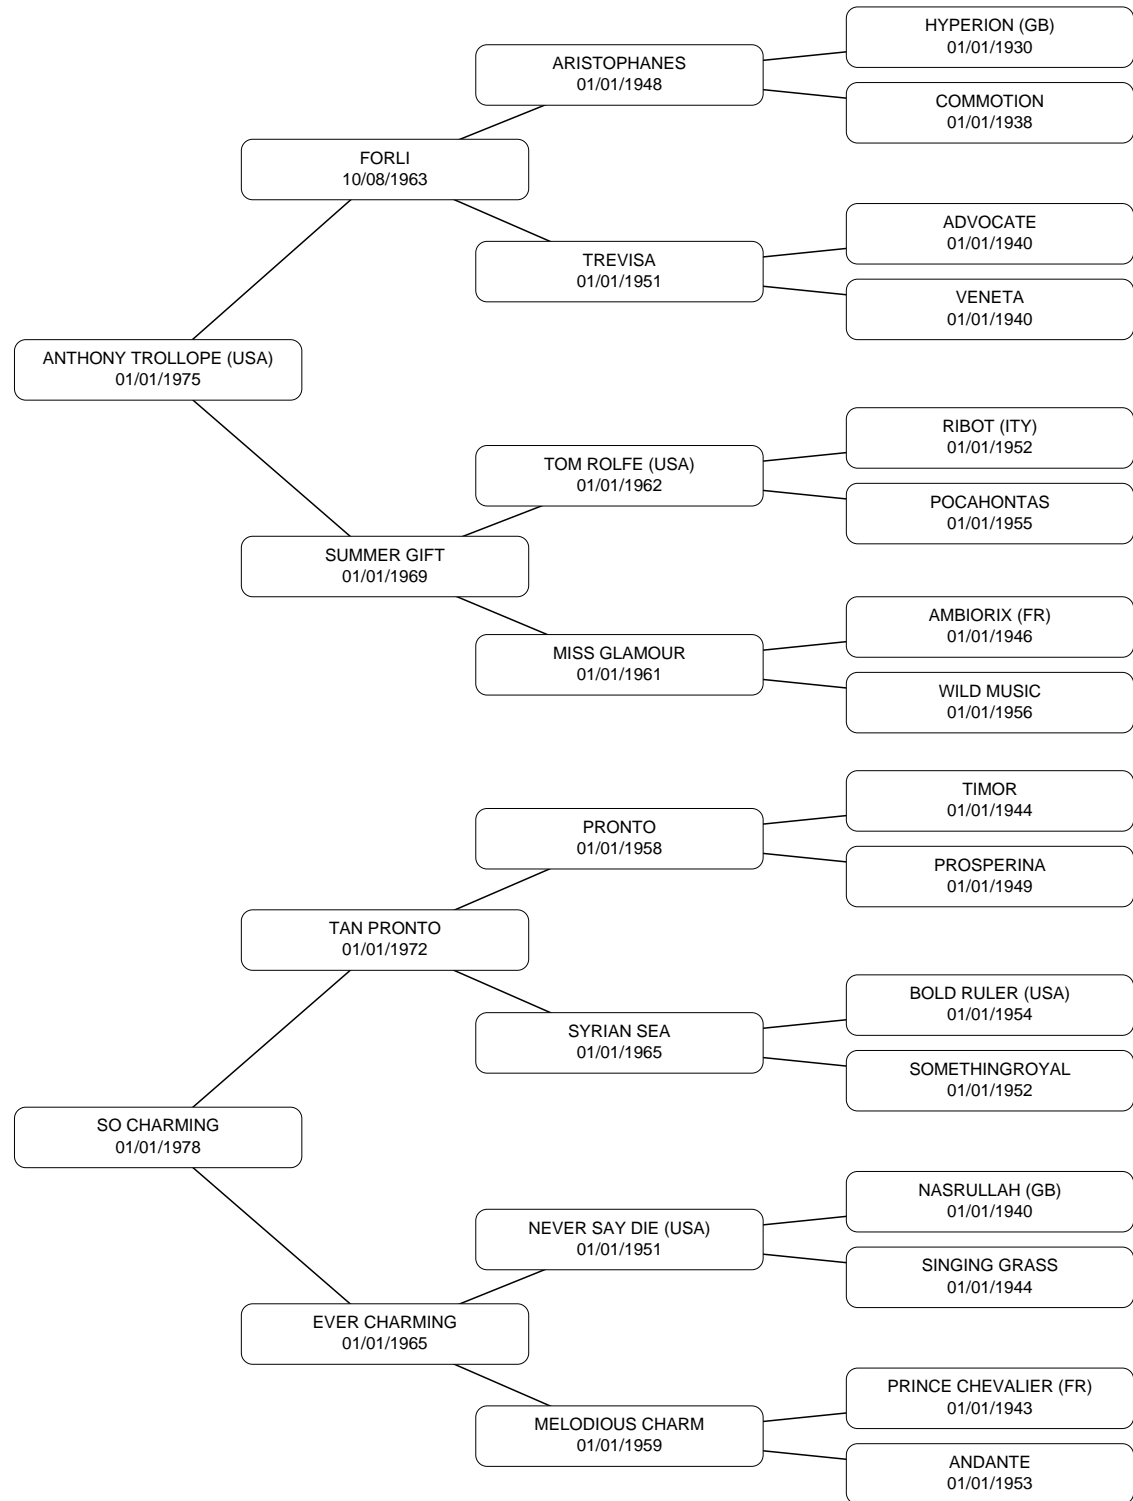 HYPERION (GB)
01/01/1930
ARISTOPHANES
01/01/1948
COMMOTION
01/01/1938
FORLI
10/08/1963
ADVOCATE
01/01/1940
TREVISA
01/01/1951
VENETA
01/01/1940
ANTHONY TROLLOPE (USA)
01/01/1975
RIBOT (ITY)
01/01/1952
TOM ROLFE (USA)
01/01/1962
POCAHONTAS
01/01/1955
SUMMER GIFT
01/01/1969
AMBIORIX (FR)
01/01/1946
MISS GLAMOUR
01/01/1961
WILD MUSIC
01/01/1956
TIMOR
01/01/1944
PRONTO
01/01/1958
PROSPERINA
01/01/1949
TAN PRONTO
01/01/1972
BOLD RULER (USA)
01/01/1954
SYRIAN SEA
01/01/1965
SOMETHINGROYAL
01/01/1952
SO CHARMING
01/01/1978
NASRULLAH (GB)
01/01/1940
NEVER SAY DIE (USA)
01/01/1951
SINGING GRASS
01/01/1944
EVER CHARMING
01/01/1965
PRINCE CHEVALIER (FR)
01/01/1943
MELODIOUS CHARM
01/01/1959
ANDANTE
01/01/1953